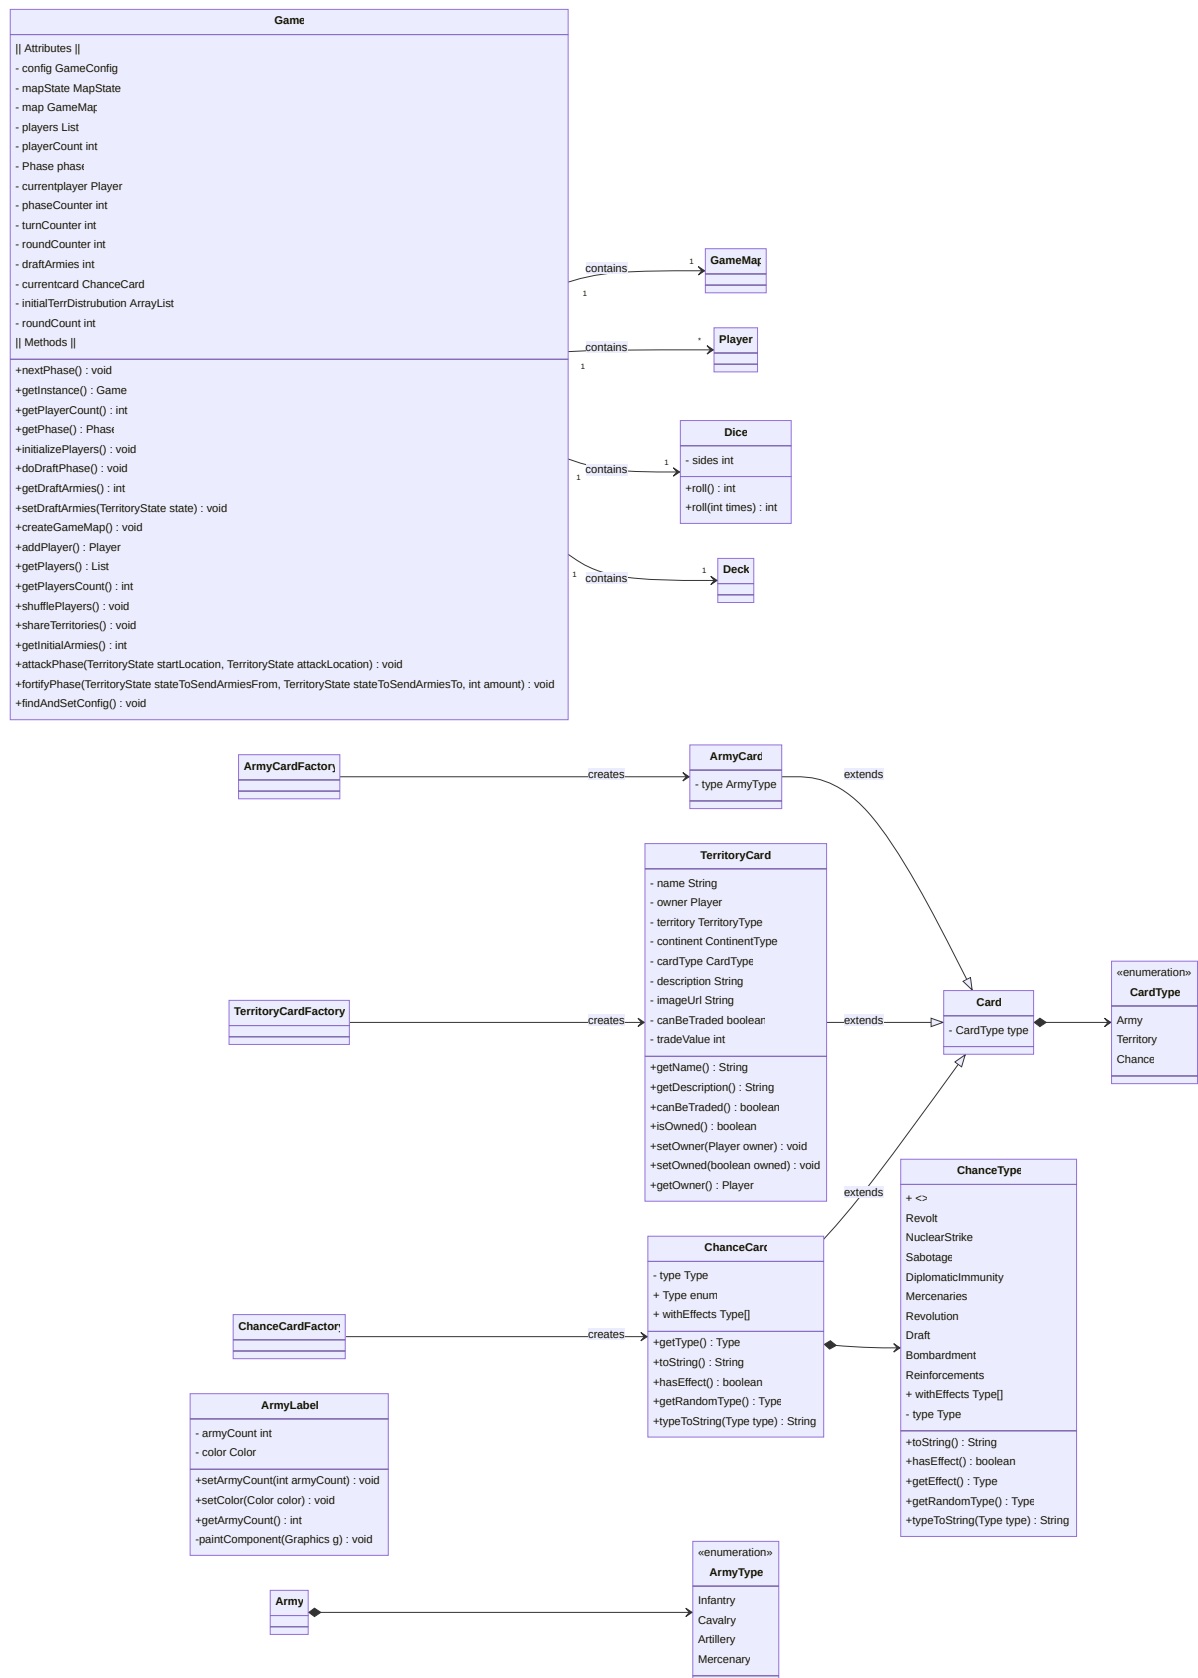 Game
|| Attributes ||
- config GameConfig
- mapState MapState
- map GameMap
- players List
- playerCount int
- Phase phase
- currentplayer Player
- phaseCounter int
- turnCounter int
- roundCounter int
- draftArmies int
- currentcard ChanceCard
- initialTerrDistrubution ArrayList
- roundCount int
|| Methods ||
+nextPhase() : void
+getInstance() : Game
+getPlayerCount() : int
+getPhase() : Phase
+initializePlayers() : void
+doDraftPhase() : void
+getDraftArmies() : int
+setDraftArmies(TerritoryState state) : void
+createGameMap() : void
+addPlayer() : Player
+getPlayers() : List
+getPlayersCount() : int
+shufflePlayers() : void
+shareTerritories() : void
+getInitialArmies() : int
+attackPhase(TerritoryState startLocation, TerritoryState attackLocation) : void
+fortifyPhase(TerritoryState stateToSendArmiesFrom, TerritoryState stateToSendArmiesTo, int amount) : void
+findAndSetConfig() : void
1
contains
1
GameMap
1
contains
*
Player
1
contains
1
Dice
- sides int
+roll() : int
+roll(int times) : int
1
contains
1
Deck
ArmyCardFactory
creates
ArmyCard
- type ArmyType
extends
TerritoryCardFactory
creates
TerritoryCard
- name String
- owner Player
- territory TerritoryType
- continent ContinentType
- cardType CardType
- description String
- imageUrl String
- canBeTraded boolean
- tradeValue int
+getName() : String
+getDescription() : String
+canBeTraded() : boolean
+isOwned() : boolean
+setOwner(Player owner) : void
+setOwned(boolean owned) : void
+getOwner() : Player
extends
Card
- CardType type
«enumeration»
CardType
Army
Territory
Chance
ChanceCardFactory
creates
ChanceCard
- type Type
+ Type enum
+ withEffects Type[]
+getType() : Type
+toString() : String
+hasEffect() : boolean
+getRandomType() : Type
+typeToString(Type type) : String
extends
ChanceType
+ <>
Revolt
NuclearStrike
Sabotage
DiplomaticImmunity
Mercenaries
Revolution
Draft
Bombardment
Reinforcements
+ withEffects Type[]
- type Type
+toString() : String
+hasEffect() : boolean
+getEffect() : Type
+getRandomType() : Type
+typeToString(Type type) : String
ArmyLabel
- armyCount int
- color Color
+setArmyCount(int armyCount) : void
+setColor(Color color) : void
+getArmyCount() : int
-paintComponent(Graphics g) : void
Army
«enumeration»
ArmyType
Infantry
Cavalry
Artillery
Mercenary